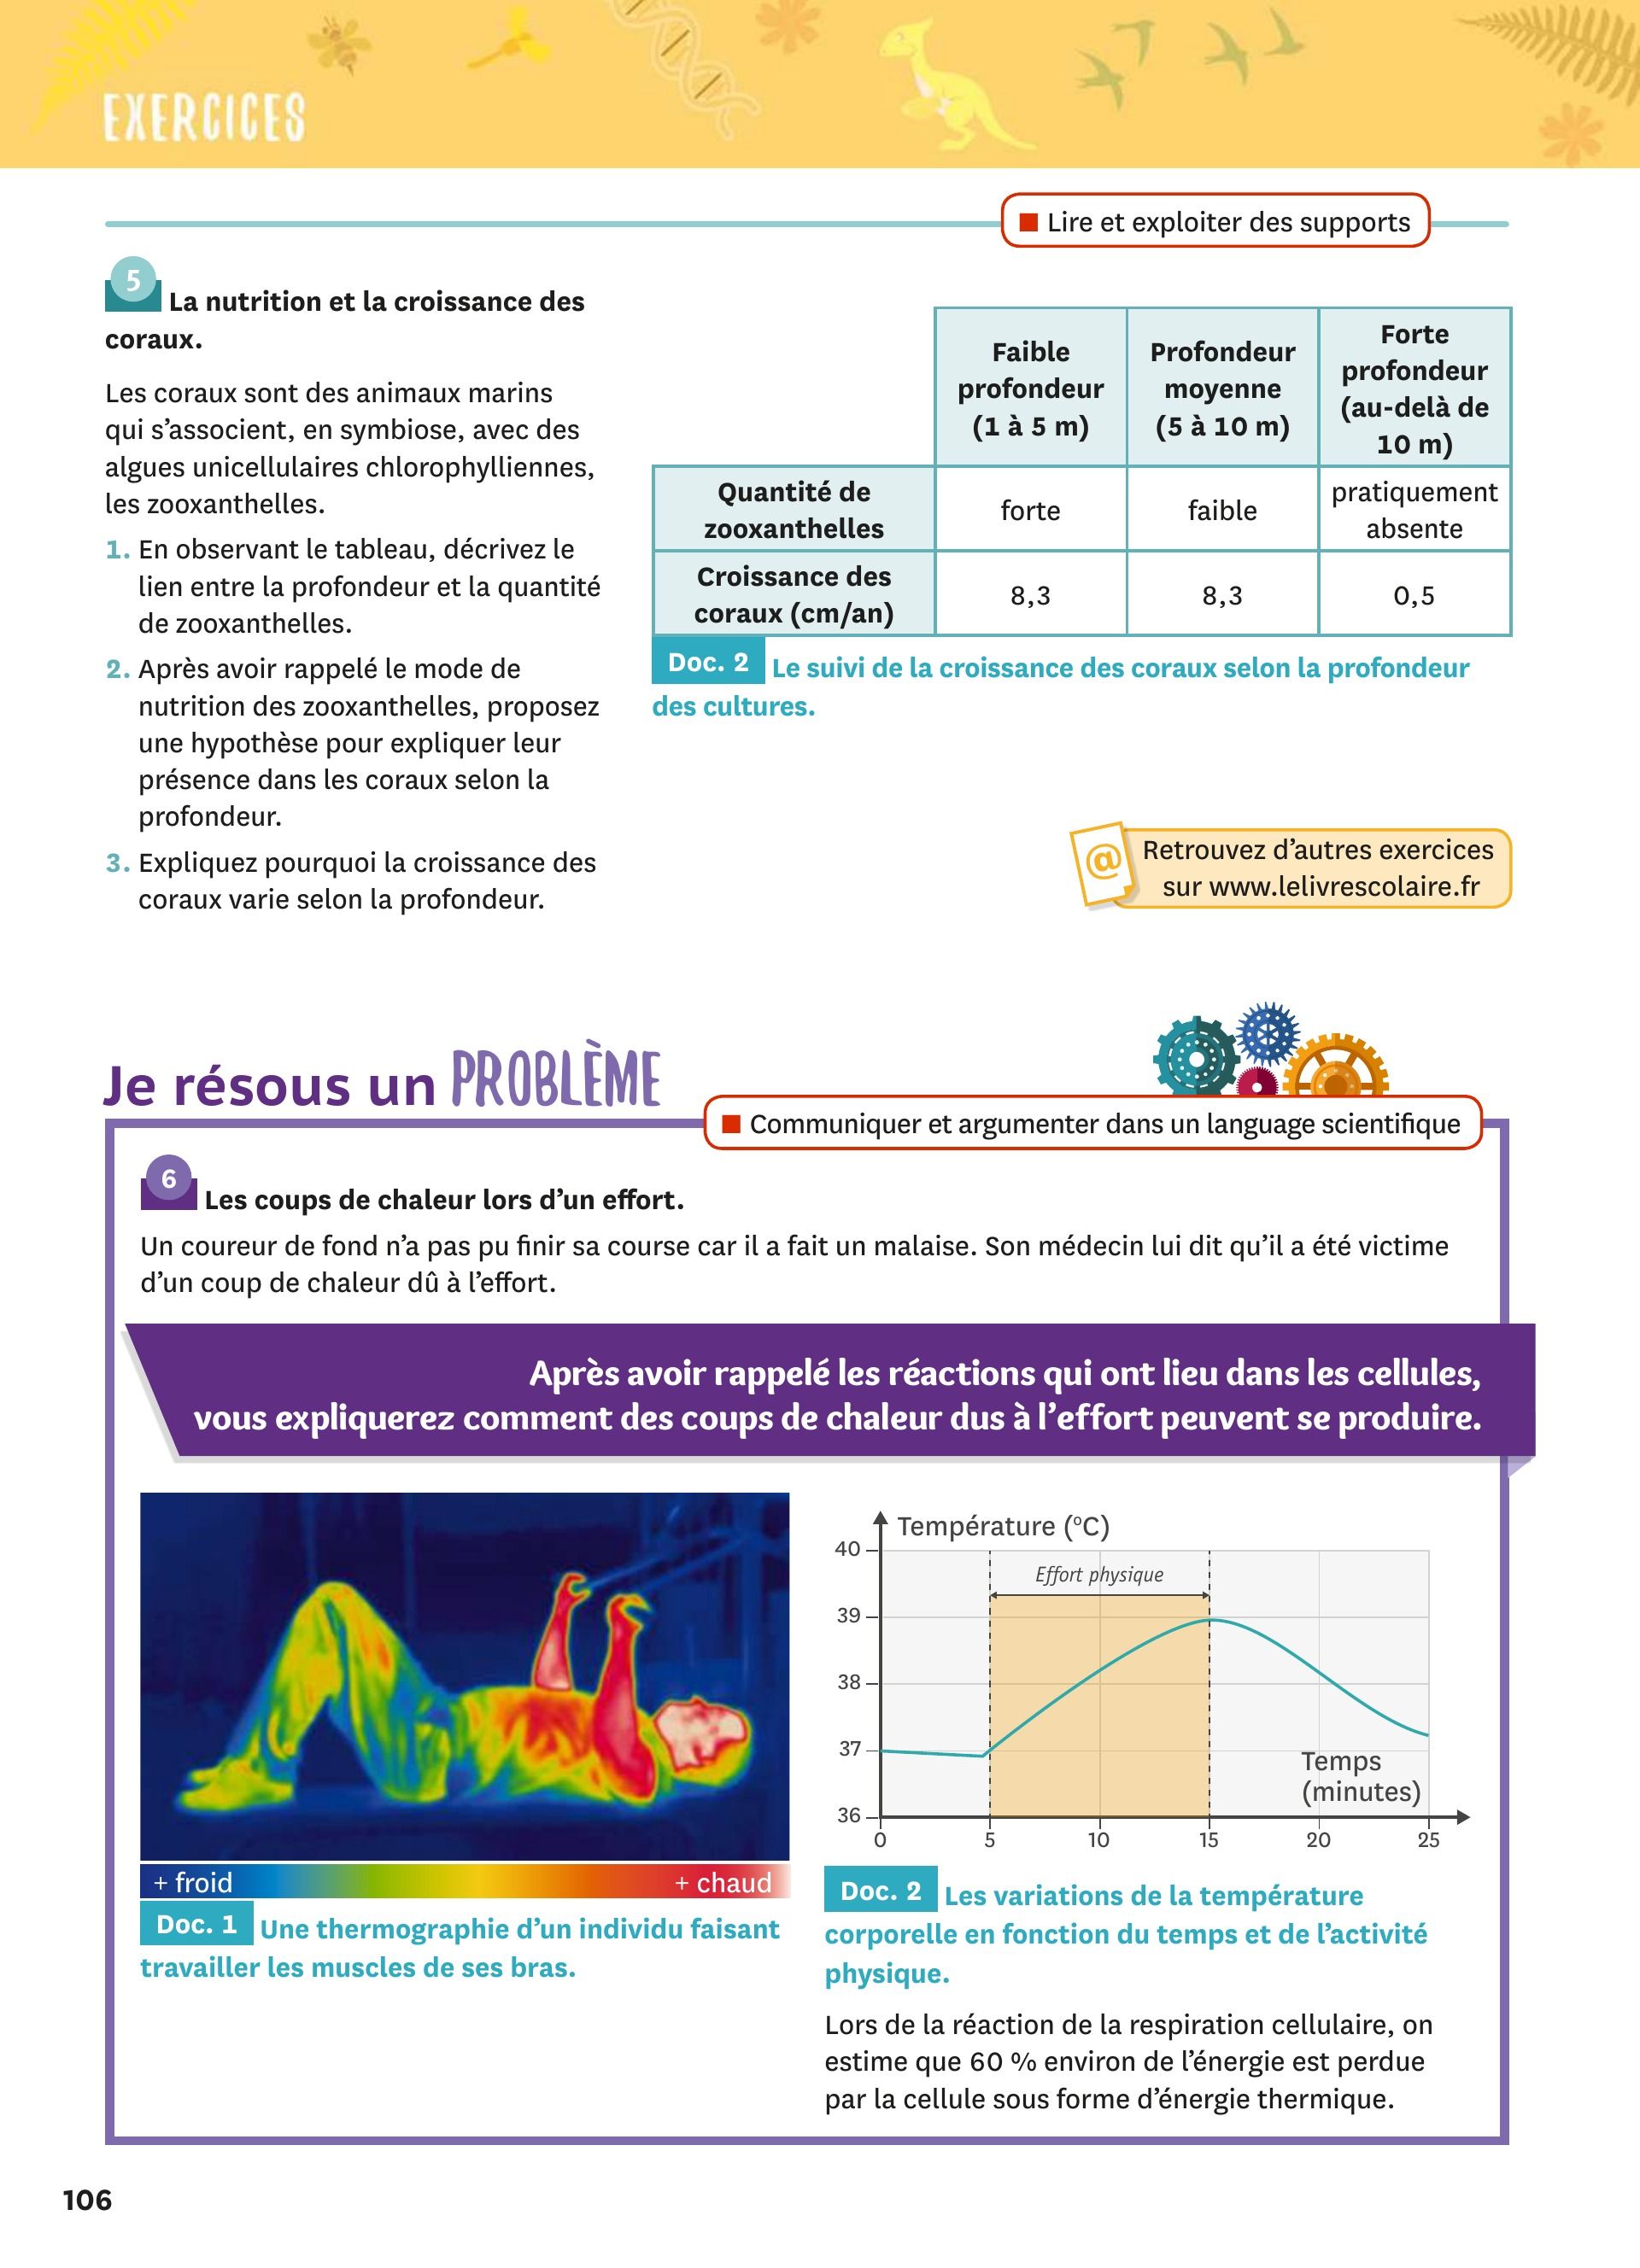 EXERCICES
■ Lire et exploiter des supports
5 La nutrition et la croissance des
coraux.
Les coraux sont des animaux marins
qui s’associent, en symbiose, avec des
algues unicellulaires chlorophylliennes,
les zooxanthelles.
1. En observant le tableau, décrivez le
lien entre la profondeur et la quantité
de zooxanthelles.
2. Après avoir rappelé le mode de
nutrition des zooxanthelles, proposez
une hypothèse pour expliquer leur
présence dans les coraux selon la
profondeur.
3. Expliquez pourquoi la croissance des
coraux varie selon la profondeur.
Faible
profondeur
(1 à 5 m)
Profondeur
moyenne
(5 à 10 m)
Forte
profondeur
(au-delà de
10 m)
Quantité de
zooxanthelles
forte
faible
pratiquement
absente
Croissance des
coraux (cm/an)
8,3
8,3
0,5
Doc. 2 Le suivi de la croissance des coraux selon la profondeur
des cultures.
@
Retrouvez d’autres exercices
sur www.lelivrescolaire.fr
Je résous un PROBLÈME
■ Communiquer et argumenter dans un language scientifique
6 Les coups de chaleur lors d’un effort.
Un coureur de fond n’a pas pu finir sa course car il a fait un malaise. Son médecin lui dit qu’il a été victime
d’un coup de chaleur dû à l’effort.
Après avoir rappelé les réactions qui ont lieu dans les cellules,
vous expliquerez comment des coups de chaleur dus à l’effort peuvent se produire.
+ froid
+ chaud
Doc. 1 Une thermographie d’un individu faisant
travailler les muscles de ses bras.
Température (°C)
40
39
38
37
36
Effort physique
Temps
(minutes)
0 5 10 15 20 25
Doc. 2 Les variations de la température
corporelle en fonction du temps et de l’activité
physique.
Lors de la réaction de la respiration cellulaire, on
estime que 60 % environ de l’énergie est perdue
par la cellule sous forme d’énergie thermique.
106